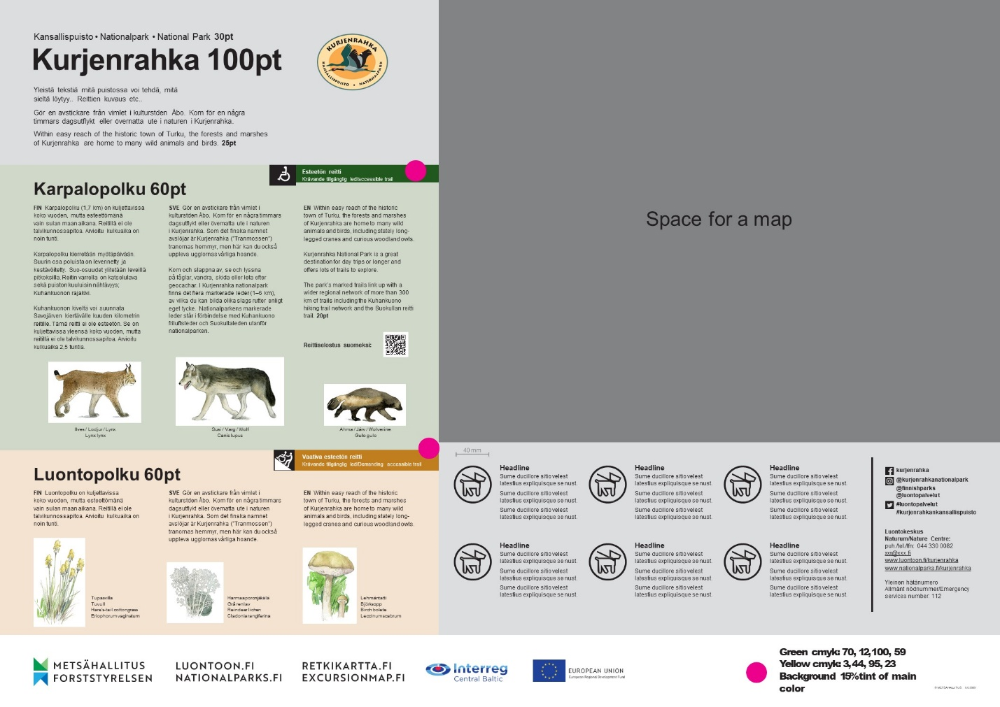 Kansallispuisto • Nationalpark • National Park 30pt
Kurjenrahka 100pt
KURJENRAHKA
KANSALLISPUISTO • NATIONALPARK
Yleistä tekstiä mitä puistossa voi tehdä, mitä
sieltä löytyy.. Reittien kuvaus etc..
Gör en avstickare från vimlet i kulturstden Åbo. Kom för en några
timmars dagsutflykt eller övernatta ute i naturen i Kurjenrahka.
Within easy reach of the historic town of Turku, the forests and marshes
of Kurjenrahka are home to many wild animals and birds. 25pt
Esteetön reitti
Krävande tillgänglig led/accessible trail
Karpalopolku 60pt
FIN Karpalopolku (1,7 km) on kuljettavissa
koko vuoden, mutta esteettömänä
vain sulan maan aikana. Reitillä ei ole
talvikunnossapitoa. Arvioitu kulkuaika on
noin tunti.
Karpalopolku kierretään myötäpäivään.
Suurin osa poluista on levennetty ja
kestävöitetty. Suo-osuudet ylitetään leveillä
pitkoksilla. Reitin varrella on katselutava
sekä puiston kuuluisin nähtävyys;
Kuhankuonon rajakivi.
Kuhankuonon kiveltä voi suunnata
Savojärven kiertävälle kuuden kilometrin
reitille. Tämä reitti ei ole esteetön. Se on
kuljettavissa yleensä koko vuoden, mutta
reitillä ei ole talvikunnossapitoa. Arvioitu
kulkuaika 2,5 tuntia.
SVE Gör en avstickare från vimlet i
kulturstden Åbo. Kom för en några timmars
dagsutflykt eller övernatta ute i naturen
i Kurjenrahka. Som det finska namnet
avslöjar är Kurjenrahka ("Tranmossen")
tranornas hemmyr, men här kan du också
uppleva ugglornas vårliga hoande.
Kom och slappna av, se och lyssna
på fåglar, vandra, skida eller leta efter
geocachar. I Kurjenrahka nationalpark
finns det flera markerade leder (1–6 km),
av vilka du kan bilda olika slags rutter enligt
eget tycke. Nationalparkens markerade
leder står i förbindelse med Kuhankuono
friluftsleder och Suokullaleden utanför
nationalparken.
EN Within easy reach of the historic
town of Turku, the forests and marshes
of Kurjenrahka are home to many wild
animals and birds, including stately long-
legged cranes and curious woodland owls.
Kurjenrahka National Park is a great
destination for day trips or longer and
offers lots of trails to explore.
The park's marked trails link up with a
wider regional network of more than 300
km of trails including the Kuhankuono
hiking trail network and the Suokullan reitti
trail. 20pt
Reittiselostus suomeksi:
Ilves / Lodjur / Lynx
Lynx lynx
Susi / Varg / Wolf
Canis lupus
Ahma / Järv / Wolverine
Gulo gulo
Vaativa esteetön reitti
Krävande tillgänglig led/Demanding accessible trail
Luontopolku 60pt
FIN Luontopolku on kuljettavissa
koko vuoden, mutta esteettömänä
vain sulan maan aikana. Reitillä ei ole
talvikunnossapitoa. Arvioitu kulkuaika on
noin tunti.
SVE Gör en avstickare från vimlet i
kulturstden Åbo. Kom för en några timmars
dagsutflykt eller övernatta ute i naturen
i Kurjenrahka. Som det finska namnet
avslöjar är Kurjenrahka ("Tranmossen")
tranornas hemmyr, men här kan du också
uppleva ugglornas vårliga hoande.
EN Within easy reach of the historic
town of Turku, the forests and marshes
of Kurjenrahka are home to many wild
animals and birds, including stately long-
legged cranes and curious woodland owls.
Tupasvilla
Tuvull
Hare's-tail cottongrass
Eriophorum vaginatum
Harmaaporonjäkälä
Grå renlav
Reindeer lichen
Cladonia rangiferina
Lehmäntatti
Björksopp
Birch bolete
Leccinum scabrum
Space for a map
40 mm
Headline
Sume ducillore sitio velest
latestius expliquisque se nust.
Sume ducillore sitio velest
latestius expliquisque se nust.
Sume ducillore sitio velest
latestius expliquisque se nust.
Headline
Sume ducillore sitio velest
latestius expliquisque se nust.
Sume ducillore sitio velest
latestius expliquisque se nust.
Sume ducillore sitio velest
latestius expliquisque se nust.
Headline
Sume ducillore sitio velest
latestius expliquisque se nust.
Sume ducillore sitio velest
latestius expliquisque se nust.
Sume ducillore sitio velest
latestius expliquisque se nust.
Headline
Sume ducillore sitio velest
latestius expliquisque se nust.
Sume ducillore sitio velest
latestius expliquisque se nust.
Sume ducillore sitio velest
latestius expliquisque se nust.
Headline
Sume ducillore sitio velest
latestius expliquisque se nust.
Sume ducillore sitio velest
latestius expliquisque se nust.
Sume ducillore sitio velest
latestius expliquisque se nust.
Headline
Sume ducillore sitio velest
latestius expliquisque se nust.
Sume ducillore sitio velest
latestius expliquisque se nust.
Sume ducillore sitio velest
latestius expliquisque se nust.
kurjenrahka
@kurjenrahkanationalpark
@finnishparks
@luontopalvelut
#luontopalvelut
#kurjenrahkankansallispuisto
Luontokeskus
Naturum/Nature Centre:
puh./tel./tfn: 044 330 0082
xxx@xxx.fi
www.luontoon.fi/kurjenrahka
www.nationalparks.fi/kurjenrahka
Yleinen hätänumero
Allmänt nödnummer/Emergency
services number: 112
METSÄHALLITUS
FORSTSTYRELSEN
LUONTOON.FI
NATIONALPARKS.FI
RETKIKARTTA.FI
EXCURSIONMAP.FI
Interreg
Central Baltic
EUROPEAN UNION
European Regional Development Fund
Green cmyk: 70, 12,100, 59
Yellow cmyk: 3, 44, 95, 23
Background 15% tint of main
color
© METSÄHALLITUS